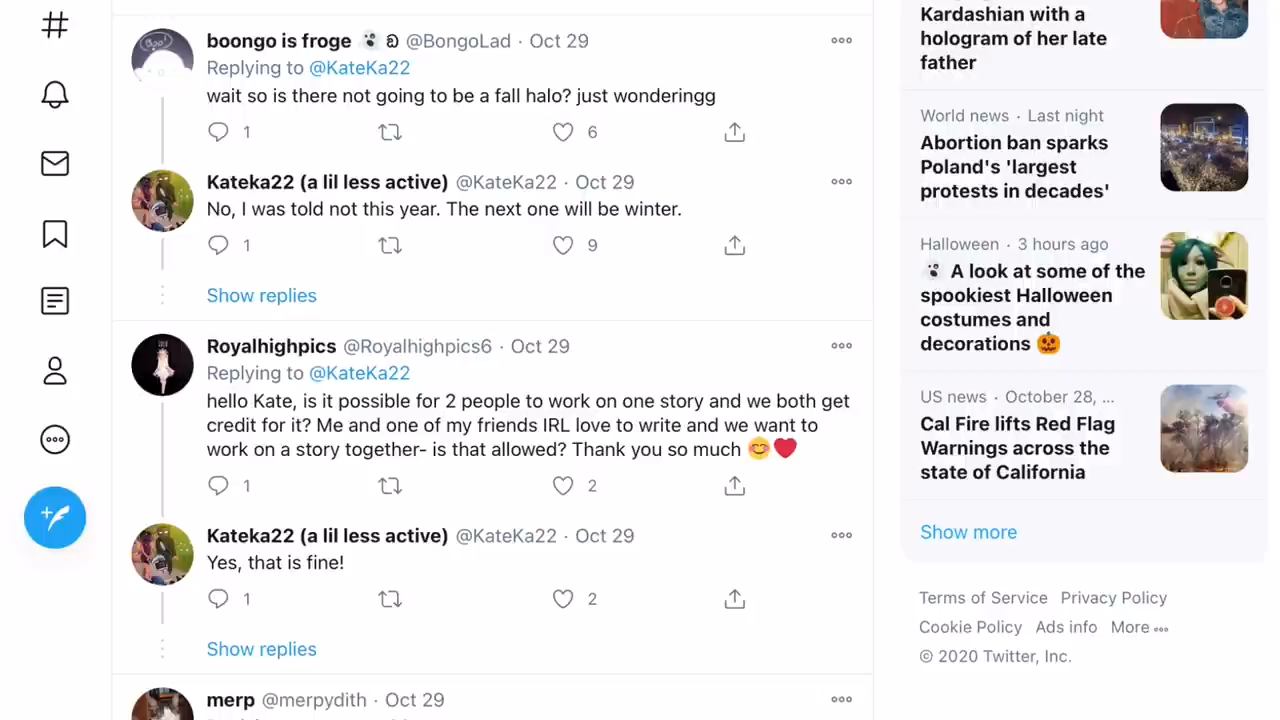 boongo is froge 👻 ʚ @BongoLad · Oct 29
Replying to @KateKa22
wait so is there not going to be a fall halo? just wonderingg
1 6
Kateka22 (a lil less active) @KateKa22 · Oct 29
No, I was told not this year. The next one will be winter.
1 9
Show replies
Royalhighpics @Royalhighpics6 · Oct 29
Replying to @KateKa22
hello Kate, is it possible for 2 people to work on one story and we both get
credit for it? Me and one of my friends IRL love to write and we want to
work on a story together- is that allowed? Thank you so much 😊❤️
1 2
Kateka22 (a lil less active) @KateKa22 · Oct 29
Yes, that is fine!
1 2
Show replies
merp @merpydith · Oct 29
Kardashian with a
hologram of her late
father
World news · Last night
Abortion ban sparks
Poland's 'largest
protests in decades'
Halloween · 3 hours ago
👻 A look at some of the
spookiest Halloween
costumes and
decorations 🎃
US news · October 28, ...
Cal Fire lifts Red Flag
Warnings across the
state of California
Show more
Terms of Service Privacy Policy
Cookie Policy Ads info More •••
© 2020 Twitter, Inc.